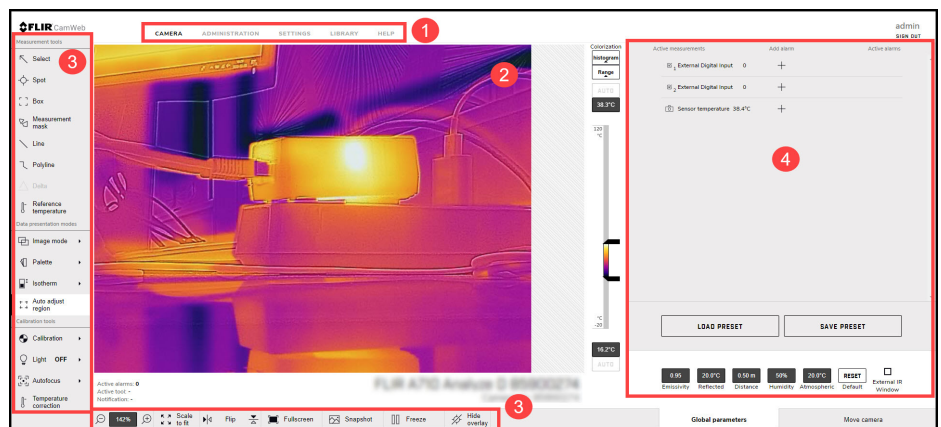 FLIR CamWeb
CAMERA ADMINISTRATION SETTINGS LIBRARY HELP
1
admin
SIGN OUT
Measurement tools
3
Select
Spot
Box
Measurement
mask
Line
Polyline
Delta
Reference
temperature
Data presentation modes
Image mode
Palette
Isotherm
Auto adjust
region
Calibration tools
Calibration
Light OFF
Autofocus
Temperature
correction
2
Colorization
histogram
Range
AUTO
38.3°C
120
°C
°C
-20
16.2°C
AUTO
Active measurements Add alarm Active alarms
1 External Digital Input 0
2 External Digital Input 0
Sensor temperature 38.4°C
4
LOAD PRESET SAVE PRESET
0.95 20.0°C 0.50 m 50% 20.0°C RESET
Emissivity Reflected Distance Humidity Atmospheric Default External IR
Window
Active alarms: 0
Active tool: -
Notification: -
FLIR A710
3
142% Scale
to fit Flip Fullscreen Snapshot Freeze Hide
overlay
Global parameters Move camera